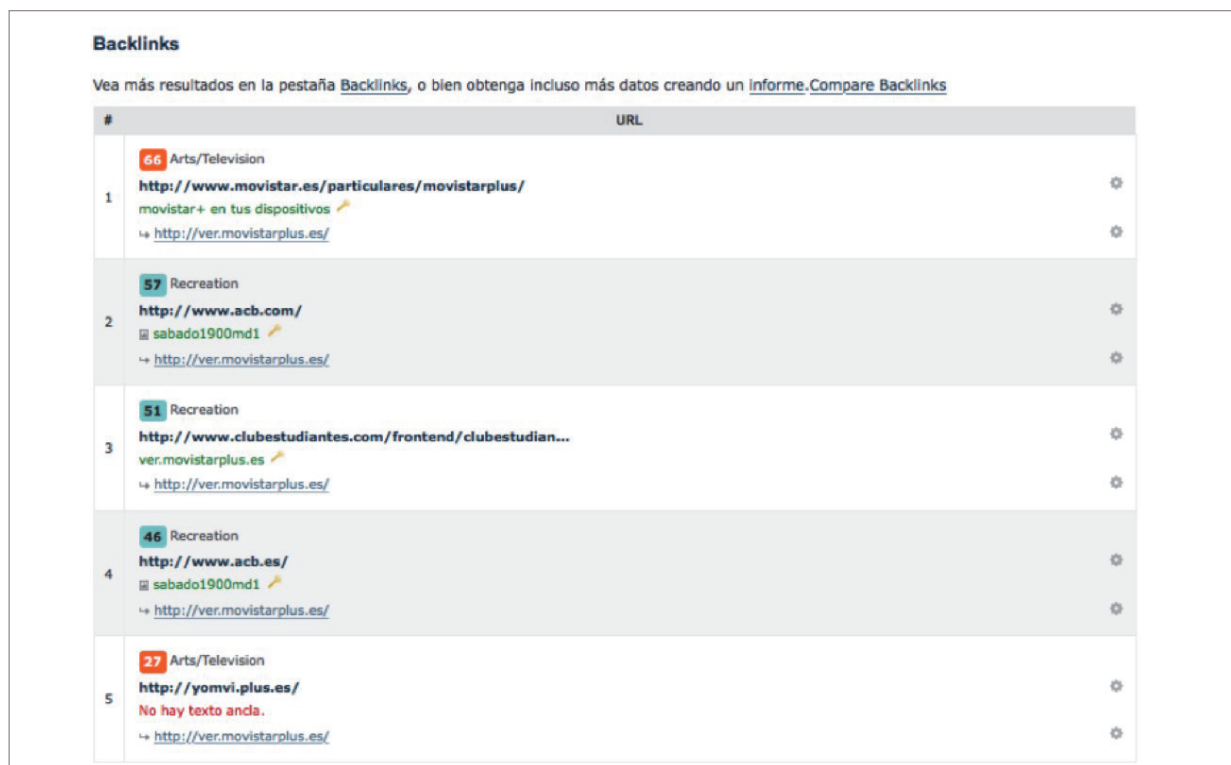 Backlinks
Vea más resultados en la pestaña Backlinks, o bien obtenga incluso más datos creando un informe.Compare Backlinks
# URL
66 Arts/Television
1
http://www.movistar.es/particulares/movistarplus/
movistar+ en tus dispositivos
http://ver.movistarplus.es/
57 Recreation
2
http://www.acb.com/
sabado1900md1
http://ver.movistarplus.es/
51 Recreation
3
http://www.clubestudiantes.com/frontend/clubestudian...
ver.movistarplus.es
http://ver.movistarplus.es/
46 Recreation
4
http://www.acb.es/
sabado1900md1
http://ver.movistarplus.es/
27 Arts/Television
5
http://yomvi.plus.es/
No hay texto ancla.
http://ver.movistarplus.es/